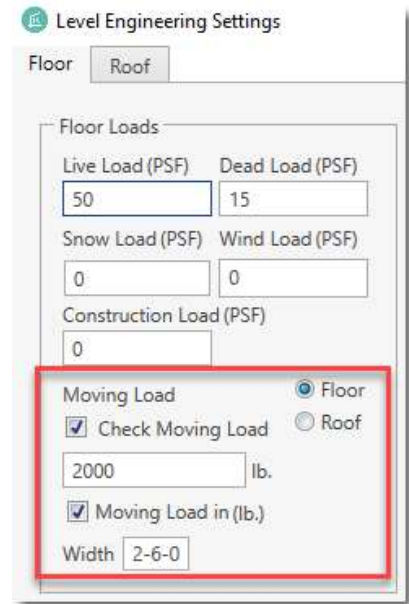 Level Engineering Settings
Floor Roof
Floor Loads
Live Load (PSF) Dead Load (PSF)
50 15
Snow Load (PSF) Wind Load (PSF)
0 0
Construction Load (PSF)
0
Moving Load Floor
Check Moving Load Roof
2000 lb.
Moving Load in (lb.)
Width 2-6-0